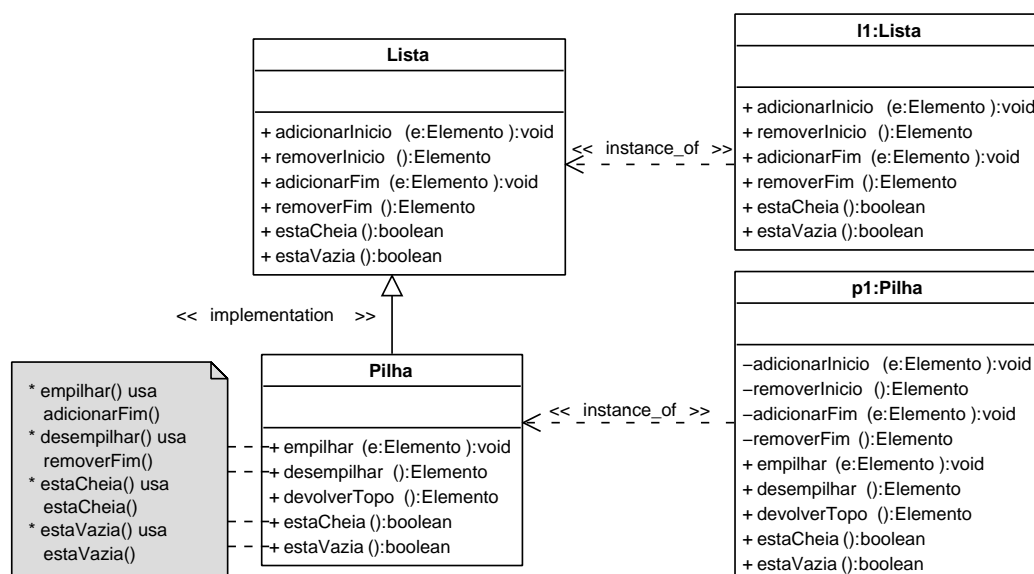 Lista
+ adicionarInicio (e:Elemento ):void
+ removerInicio ():Elemento
+ adicionarFim (e:Elemento ):void
+ removerFim ():Elemento
+ estaCheia ():boolean
+ estaVazia ():boolean
<< instance_of >>
l1:Lista
+ adicionarInicio (e:Elemento ):void
+ removerInicio ():Elemento
+ adicionarFim (e:Elemento ):void
+ removerFim ():Elemento
+ estaCheia ():boolean
+ estaVazia ():boolean
<< implementation >>
* empilhar() usa
adicionarFim()
* desempilhar() usa
removerFim()
* estaCheia() usa
estaCheia()
* estaVazia() usa
estaVazia()
Pilha
+ empilhar (e:Elemento ):void
+ desempilhar ():Elemento
+ devolverTopo ():Elemento
+ estaCheia ():boolean
+ estaVazia ():boolean
<< instance_of >>
p1:Pilha
−adicionarInicio (e:Elemento ):void
−removerInicio ():Elemento
−adicionarFim (e:Elemento ):void
−removerFim ():Elemento
+ empilhar (e:Elemento ):void
+ desempilhar ():Elemento
+ devolverTopo ():Elemento
+ estaCheia ():boolean
+ estaVazia ():boolean